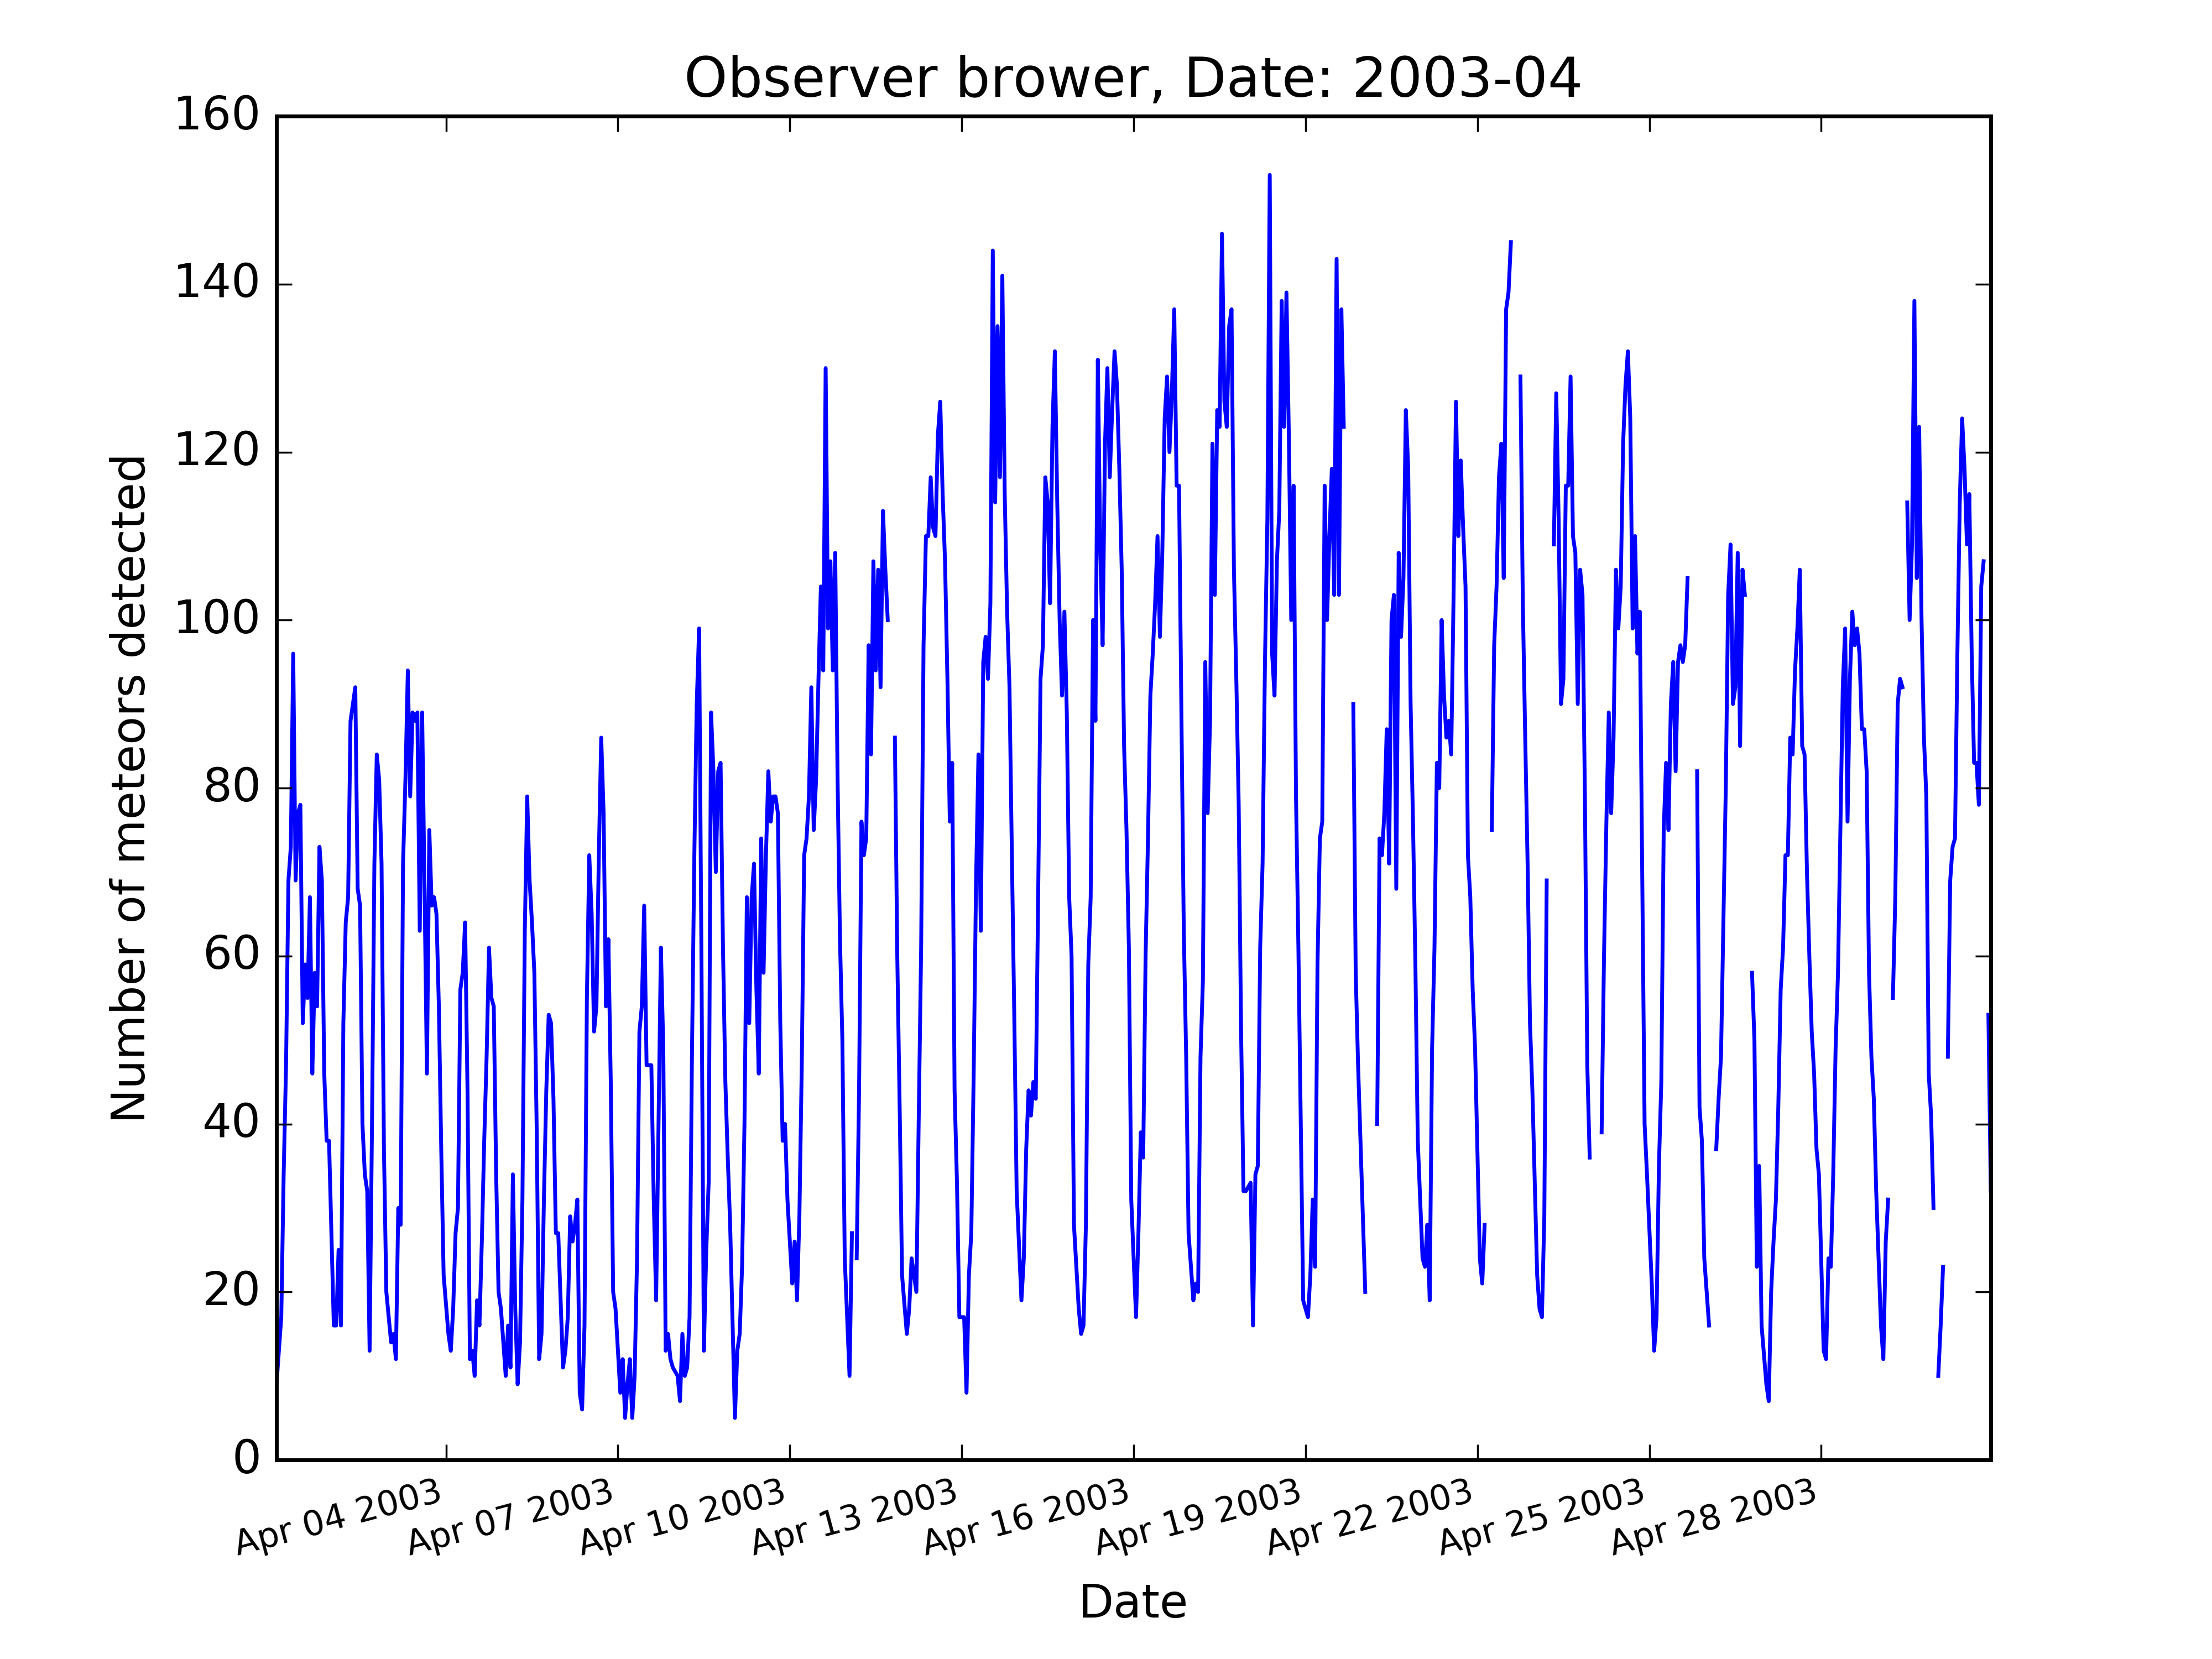 Observer brower, Date: 2003-04
160
140
120
100
80
60
40
20
0
Number of meteors detected
Apr 04 2003
Apr 07 2003
Apr 10 2003
Apr 13 2003
Apr 16 2003
Apr 19 2003
Apr 22 2003
Apr 25 2003
Apr 28 2003
Date